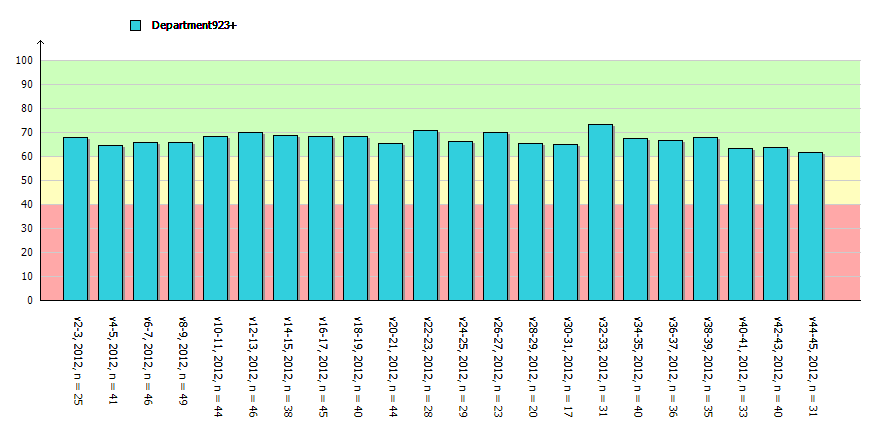 Department923+
100
90
80
70
60
50
40
30
20
10
0
v2-3, 2012, n = 25
v4-5, 2012, n = 41
v6-7, 2012, n = 46
v8-9, 2012, n = 49
v10-11, 2012, n = 44
v12-13, 2012, n = 46
v14-15, 2012, n = 38
v16-17, 2012, n = 45
v18-19, 2012, n = 40
v20-21, 2012, n = 44
v22-23, 2012, n = 28
v24-25, 2012, n = 29
v26-27, 2012, n = 23
v28-29, 2012, n = 20
v30-31, 2012, n = 17
v32-33, 2012, n = 31
v34-35, 2012, n = 40
v36-37, 2012, n = 36
v38-39, 2012, n = 35
v40-41, 2012, n = 33
v42-43, 2012, n = 40
v44-45, 2012, n = 31